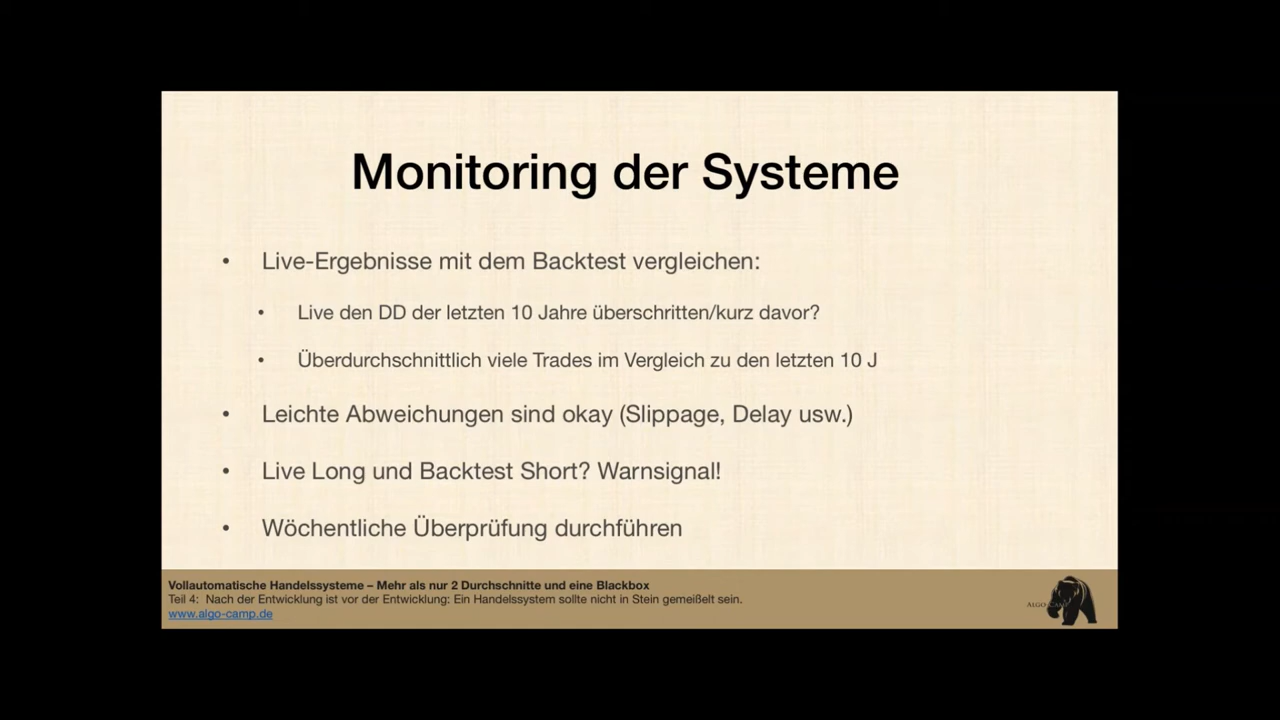 Monitoring der Systeme
• Live-Ergebnisse mit dem Backtest vergleichen:
• Live den DD der letzten 10 Jahre überschritten/kurz davor?
• Überdurchschnittlich viele Trades im Vergleich zu den letzten 10 J
• Leichte Abweichungen sind okay (Slippage, Delay usw.)
• Live Long und Backtest Short? Warnsignal!
• Wöchentliche Überprüfung durchführen
Vollautomatische Handelssysteme – Mehr als nur 2 Durchschnitte und eine Blackbox
Teil 4: Nach der Entwicklung ist vor der Entwicklung: Ein Handelssystem sollte nicht in Stein gemeißelt sein.
www.algo-camp.de
ALGO CAMP